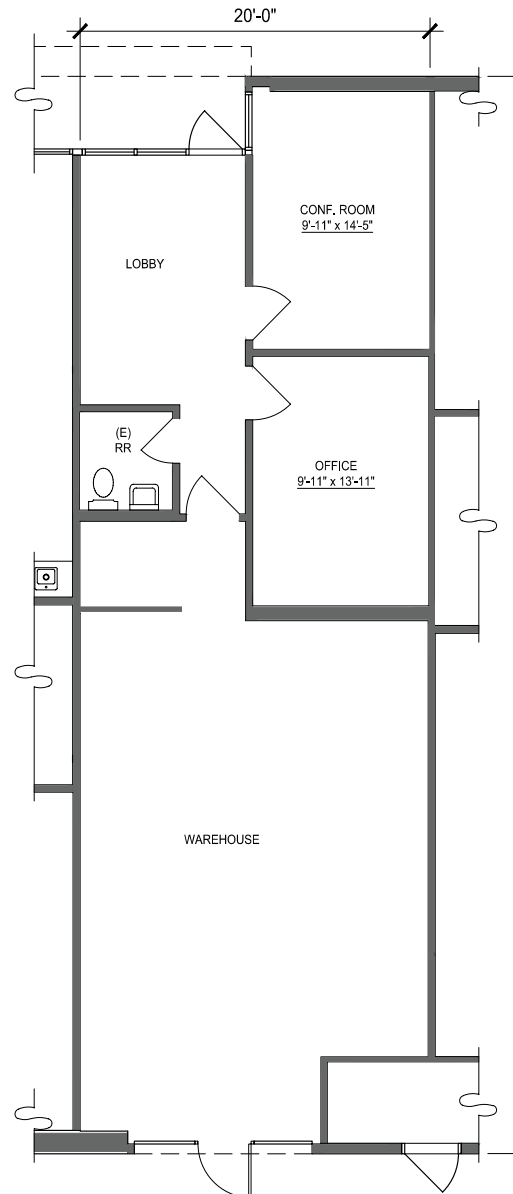 20'-0"
CONF. ROOM
9'-11" x 14'-5"
LOBBY
(E)
RR
OFFICE
9'-11" x 13'-11"
WAREHOUSE